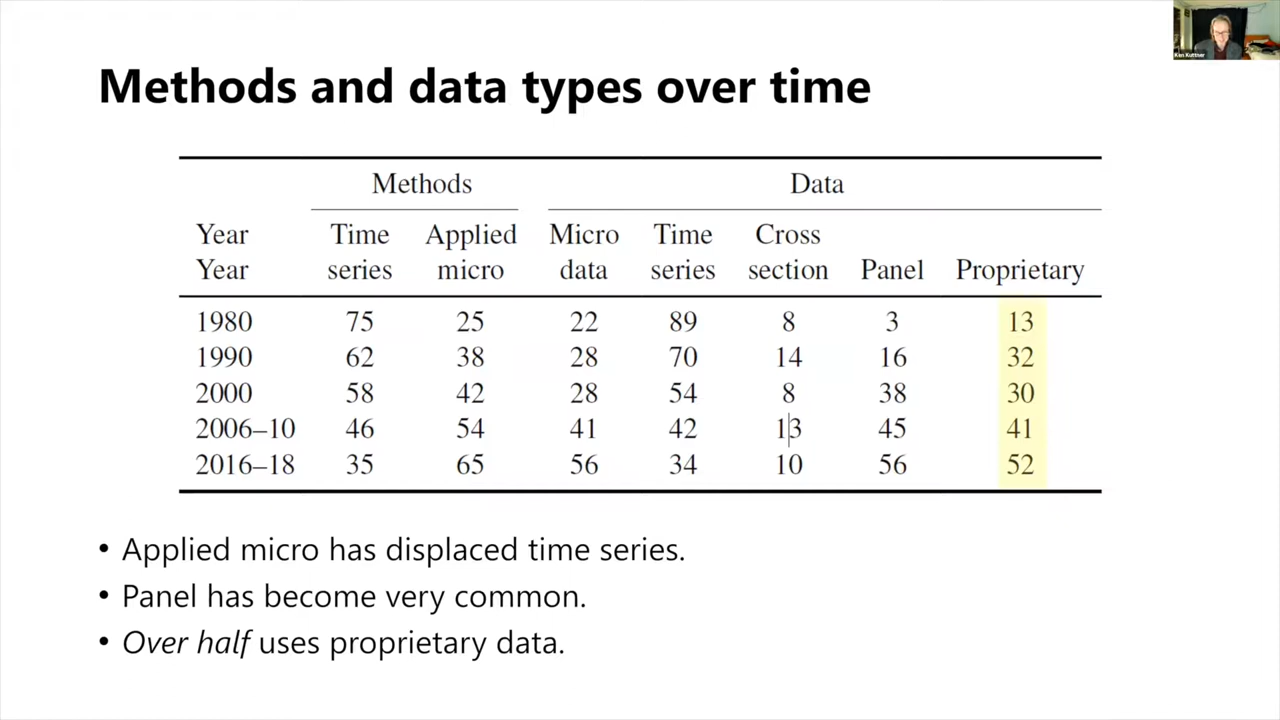 Ken Kuttner
Methods and data types over time
Methods Data
Year Time Applied Micro Time Cross
Year series micro data series section Panel Proprietary
1980 75 25 22 89 8 3 13
1990 62 38 28 70 14 16 32
2000 58 42 28 54 8 38 30
2006–10 46 54 41 42 13 45 41
2016–18 35 65 56 34 10 56 52
• Applied micro has displaced time series.
• Panel has become very common.
• Over half uses proprietary data.